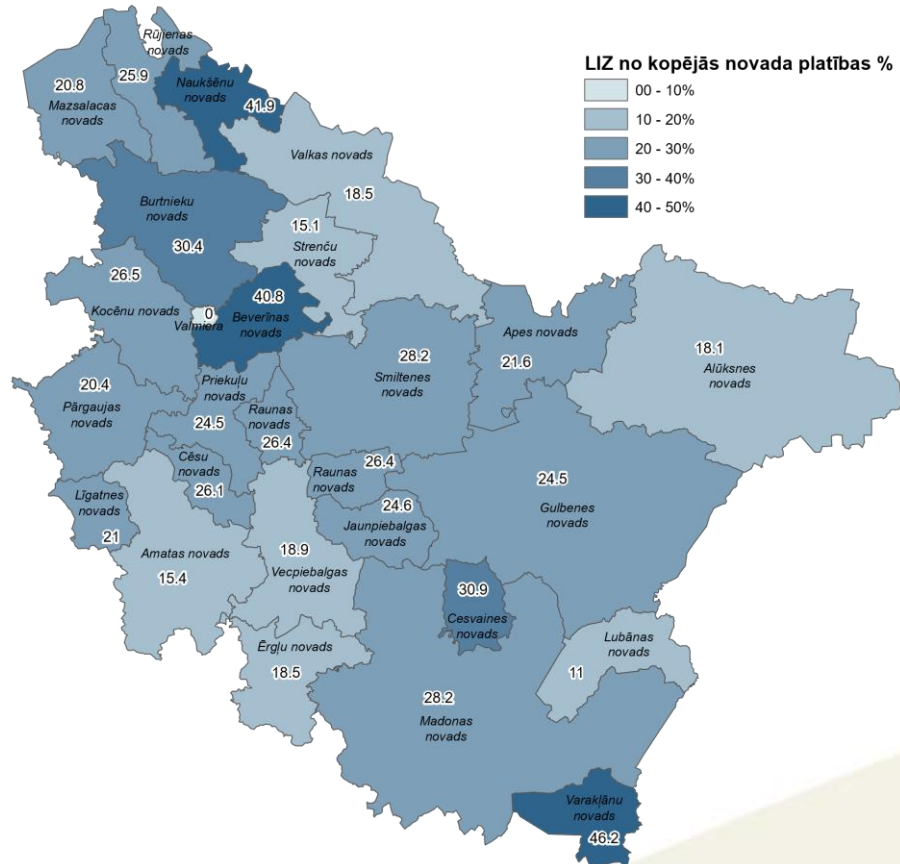 LIZ no kopējās novada platības %
00 - 10%
10 - 20%
20 - 30%
30 - 40%
40 - 50%
Rūjienas
novads
25.9
20.8
Mazsalacas
novads
Naukšēnu
novads
41.9
Valkas novads
18.5
Burtnieku
novads
30.4
15.1
Strenču
novads
26.5
Kocēnu novads
0
Valmiera
40.8
Beverīnas
novads
28.2
Smiltenes
novads
Apes novads
21.6
18.1
Alūksnes
novads
20.4
Pārgaujas
novads
Priekuļu
novads
24.5
Raunas
novads
26.4
Cēsu
novads
26.1
26.4
Raunas
novads
24.6
Jaunpiebalgas
novads
24.5
Gulbenes
novads
Līgatnes
novads
21
Amatas novads
15.4
18.9
Vecpiebalgas
novads
30.9
Cesvaines
novads
Lubānas
novads
11
Ērgļu novads
18.5
28.2
Madonas
novads
Varakļānu
novads
46.2